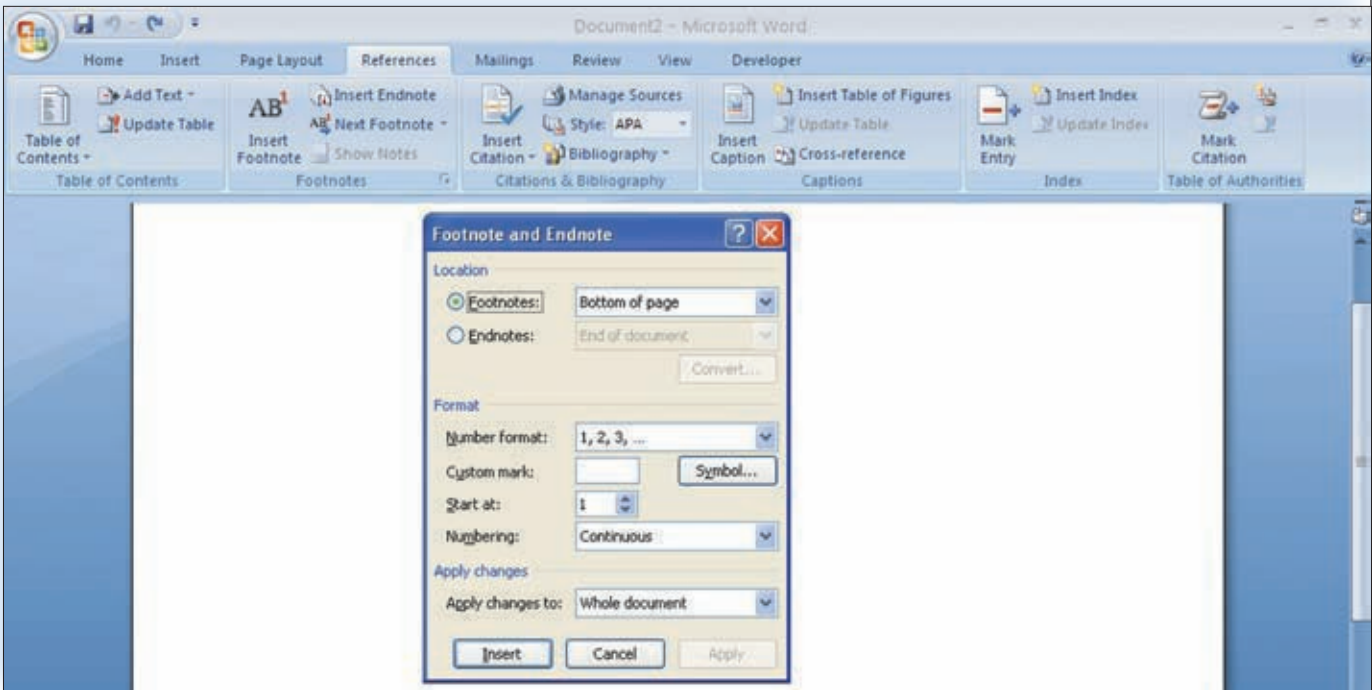 Document2 - Microsoft Word
Home Insert Page Layout References Mailings Review View Developer
Add Text
Update Table
Table of
Contents
Table of Contents
AB1
Insert
Footnote
Insert Endnote
AB1 Next Footnote
Show Notes
Footnotes
Insert
Citation
Manage Sources
Style: APA
Bibliography
Citations & Bibliography
Insert
Caption
Insert Table of Figures
Update Table
Cross-reference
Captions
Mark
Entry
Insert Index
Update Index
Index
Mark
Citation
Table of Authorities
Footnote and Endnote
Location
Footnotes: Bottom of page
Endnotes: End of document
Convert...
Format
Number format: 1, 2, 3, ...
Custom mark: Symbol...
Start at: 1
Numbering: Continuous
Apply changes
Apply changes to: Whole document
Insert Cancel Apply